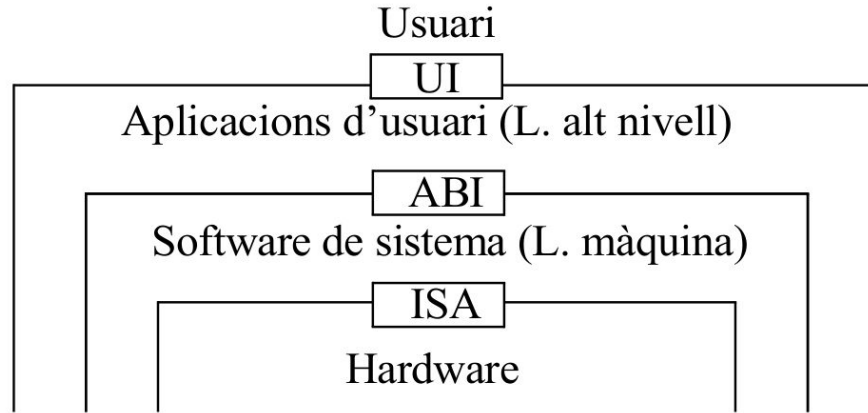 Usuari
UI
Aplicacions d’usuari (L. alt nivell)
ABI
Software de sistema (L. màquina)
ISA
Hardware